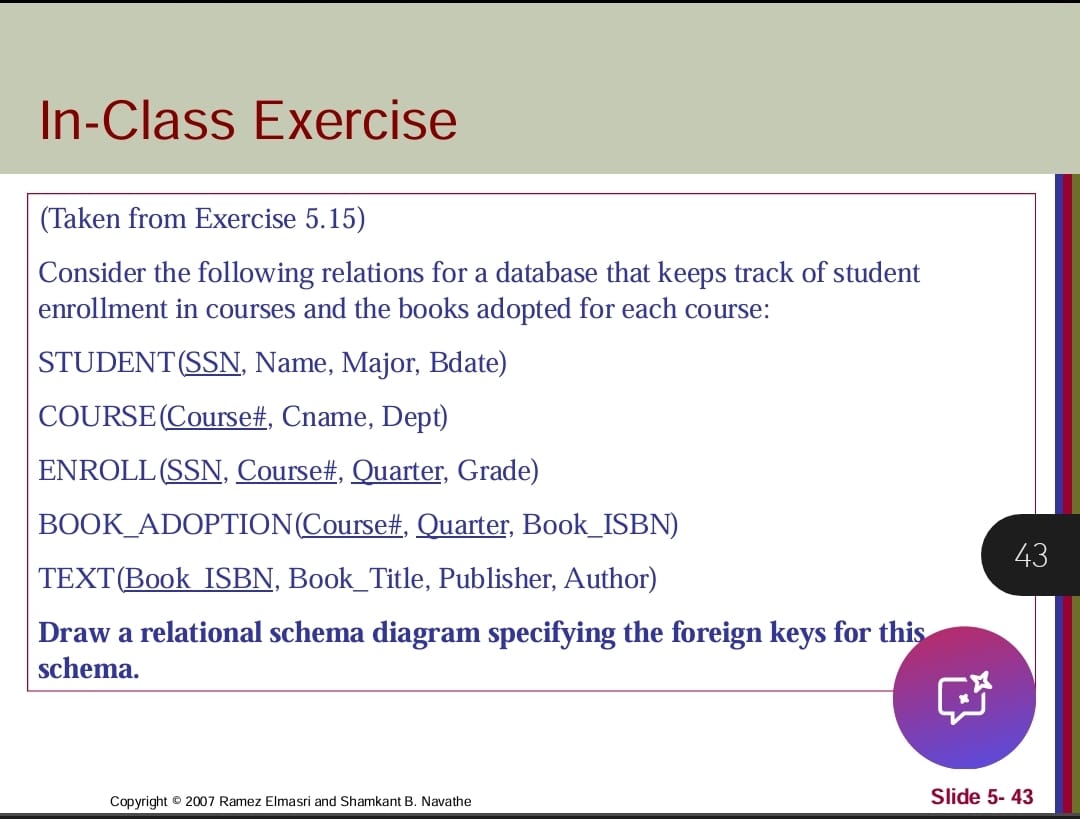 In-Class Exercise
(Taken from Exercise 5.15)
Consider the following relations for a database that keeps track of student
enrollment in courses and the books adopted for each course:
STUDENT(SSN, Name, Major, Bdate)
COURSE(Course#, Cname, Dept)
ENROLL(SSN, Course#, Quarter, Grade)
BOOK_ADOPTION(Course#, Quarter, Book_ISBN)
43
TEXT(Book_ISBN, Book_Title, Publisher, Author)
Draw a relational schema diagram specifying the foreign keys for this
schema.
Copyright © 2007 Ramez Elmasri and Shamkant B. Navathe
Slide 5- 43